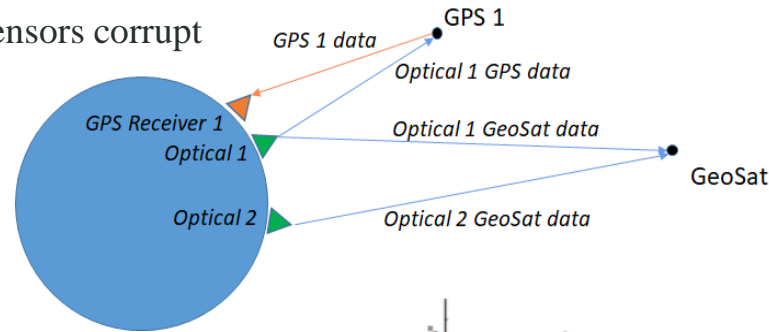 ensors corrupt
GPS 1
GPS 1 data
Optical 1 GPS data
GPS Receiver 1
Optical 1 GeoSat data
Optical 1
GeoSat
Optical 2
Optical 2 GeoSat data